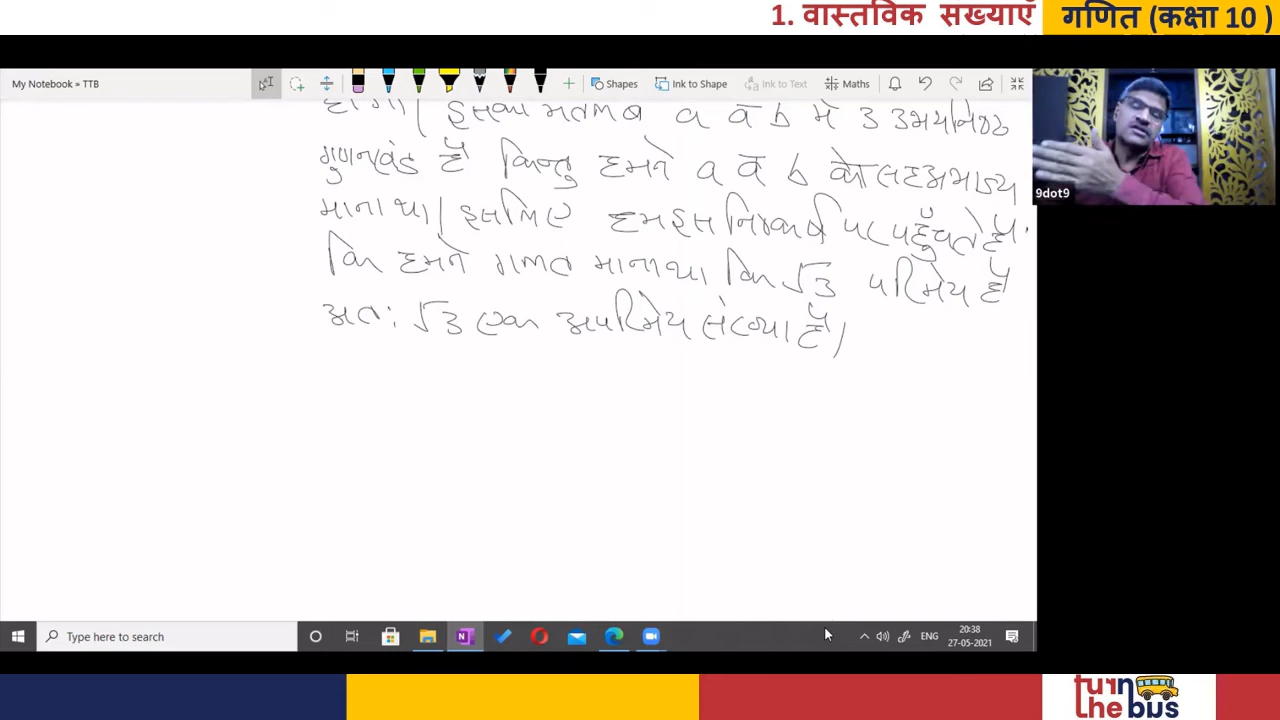 1. वास्तविक सख्याएँ
गणित (कक्षा 10 )
My Notebook » TTB
Shapes
Ink to Shape
Ink to Text
Maths
होगा। इसका मतलब a व b में 3 उभयनिष्ठ
गुणनखंड है किन्तु हमने a व b को सहअभाज्य
माना था। इसलिए हम इस निष्कर्ष पर पहुँचते हैं
कि हमने गलत माना था कि √3 परिमेय है
अतः √3 एक अपरिमेय संख्या है।
9dot9
Type here to search
ENG
20:38
27-05-2021
turn
the bus